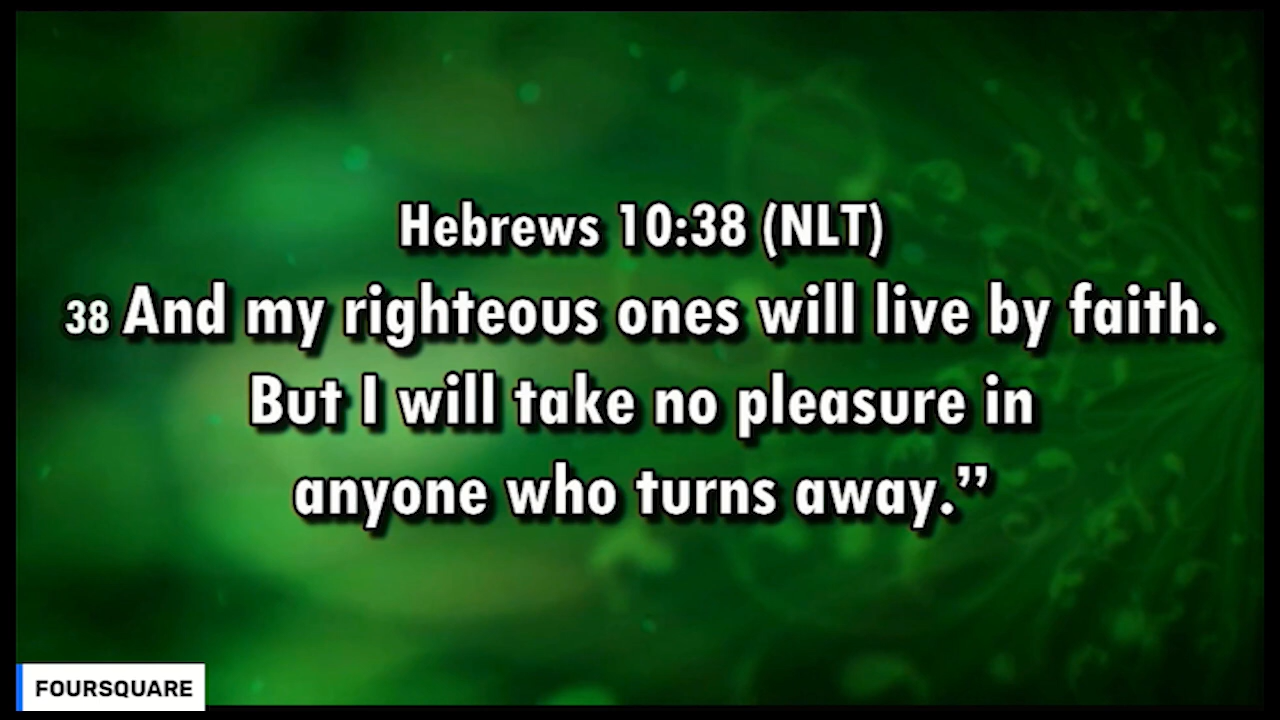 Hebrews 10:38 (NLT)
38 And my righteous ones will live by faith.
But I will take no pleasure in
anyone who turns away.”
FOURSQUARE